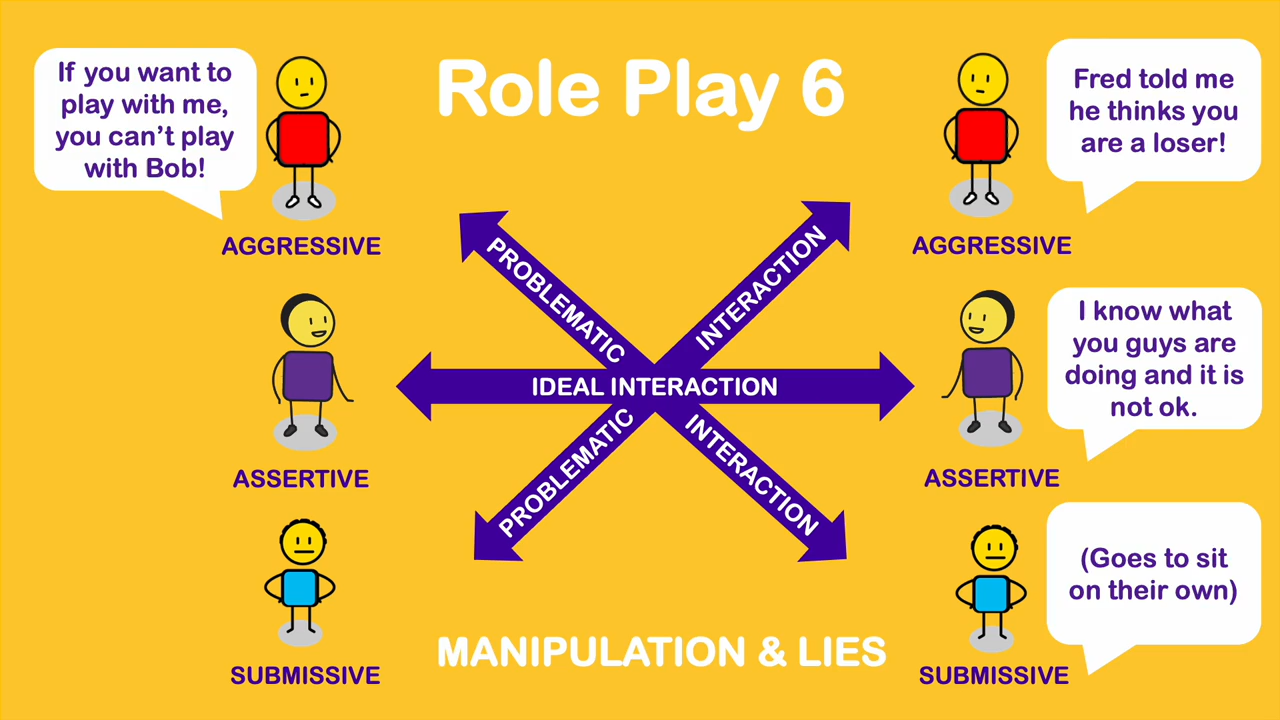 Role Play 6
If you want to
play with me,
you can’t play
with Bob!
AGGRESSIVE
Fred told me
he thinks you
are a loser!
AGGRESSIVE
PROBLEMATIC
INTERACTION
IDEAL INTERACTION
PROBLEMATIC
INTERACTION
ASSERTIVE
I know what
you guys are
doing and it is
not ok.
ASSERTIVE
SUBMISSIVE
(Goes to sit
on their own)
SUBMISSIVE
MANIPULATION & LIES